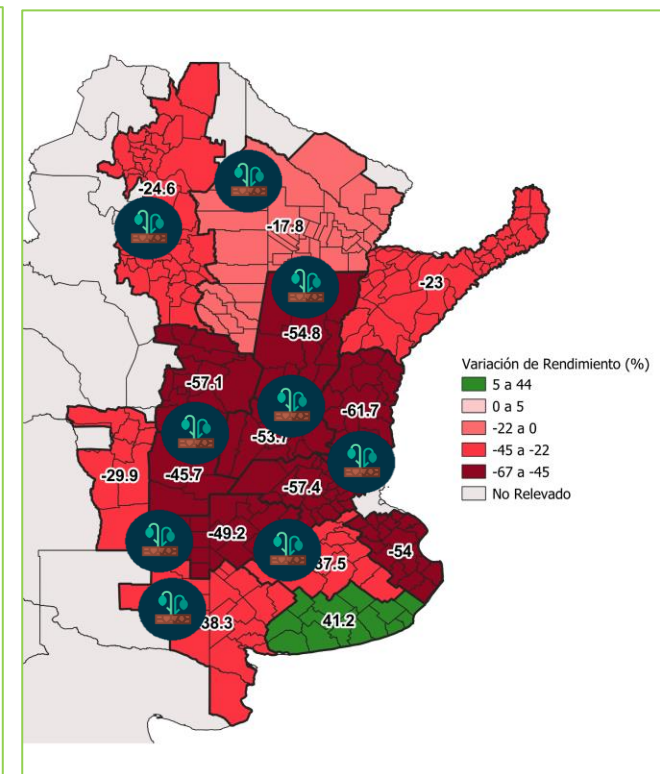 -24.6
-17.8
-23
-54.8
-57.1
-61.7
-53.7
-45.7
-29.9
-57.4
-49.2
-54
38.3
41.2
Variación de Rendimiento (%)
5 a 44
0 a 5
-22 a 0
-45 a -22
-67 a -45
No Relevado